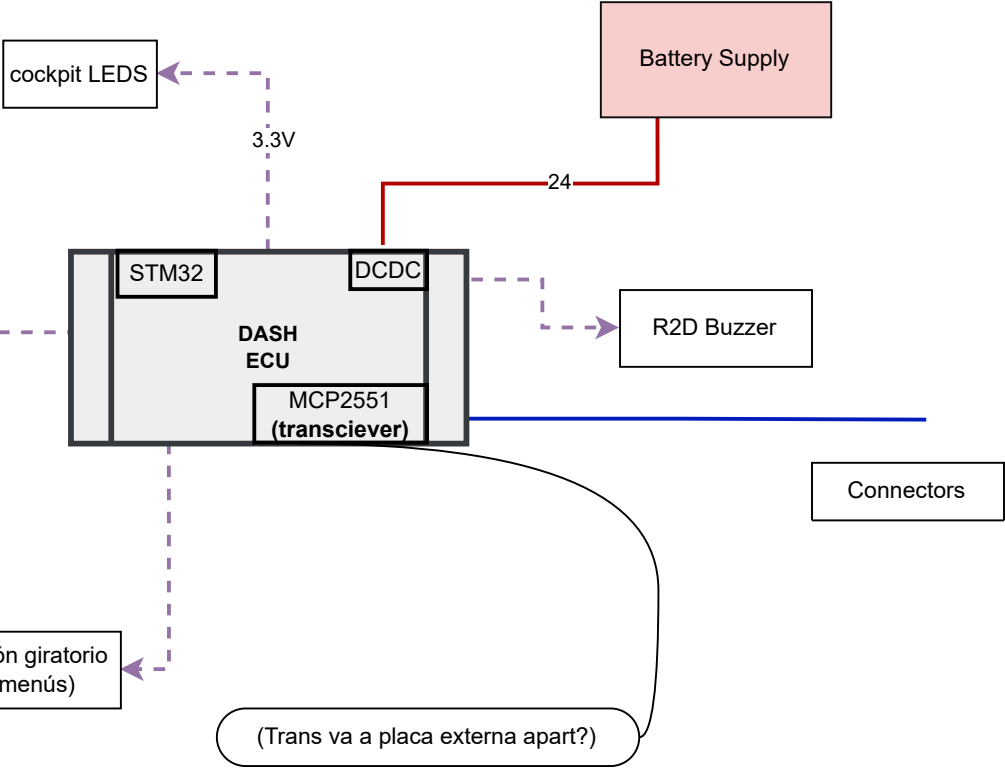 Battery Supply
cockpit LEDS
3.3V
24
STM32
DCDC
DASH
ECU
R2D Buzzer
MCP2551
(transciever)
Connectors
giratorio
menús)
(Trans va a placa externa apart?)